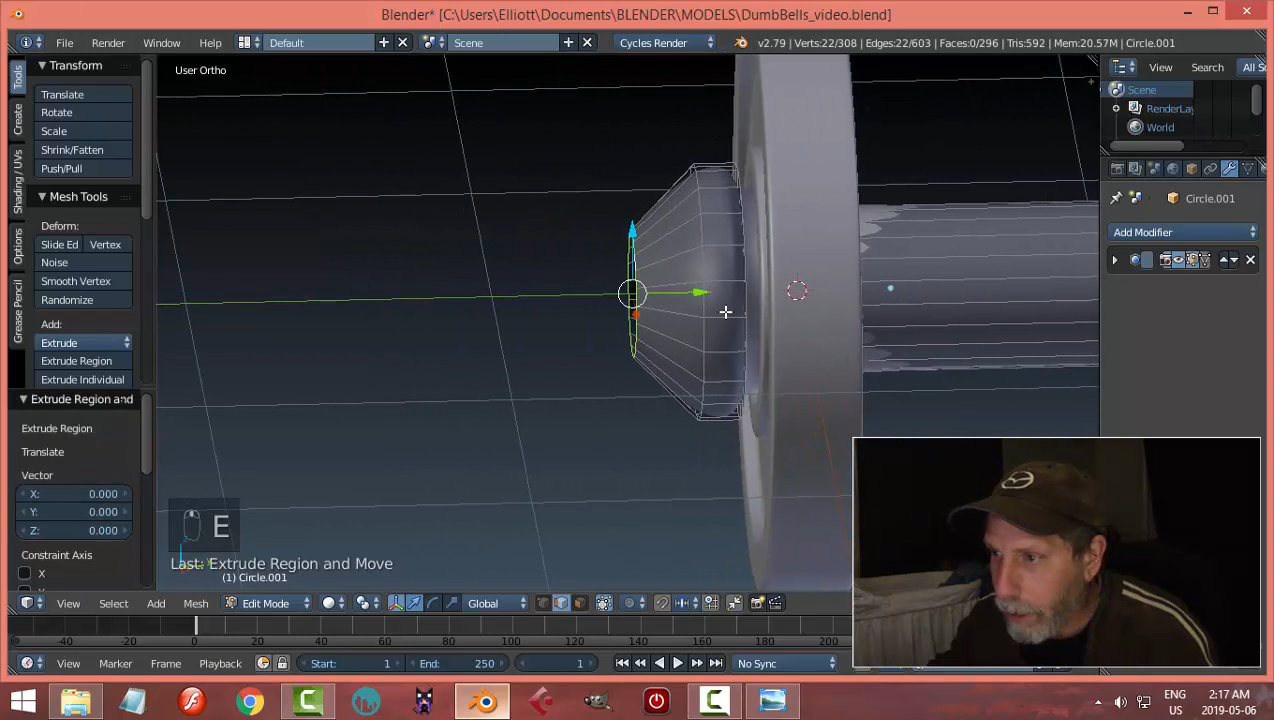 Blender* [C:\Users\Elliott\Documents\BLENDER\MODELS\DumbBells_video.blend]
File Render Window Help Default Scene Cycles Render v2.79 | Verts:22/308 | Edges:22/603 | Faces:0/296 | Tris:592 | Mem:20.57M | Circle.001
Transform
User Ortho
View Search All S
Tools
Create
Shading / UVs
Options
Grease Pencil
Translate
Rotate
Scale
Shrink/Fatten
Push/Pull
Mesh Tools
Deform:
Slide Ed Vertex
Noise
Smooth Vertex
Randomize
Add:
Extrude
Extrude Region
Extrude Individual
Extrude Region and
Extrude Region
Translate
Vector
X: 0.000
Y: 0.000
Z: 0.000
Constraint Axis
X
Scene
RenderLay
World
Circle.001
Add Modifier
E
Last: Extrude Region and Move
(1) Circle.001
View Select Add Mesh Edit Mode Global
-40 -20 0 20 40 60 80 100 120 140 160 180 200
View Marker Frame Playback Start: 1 End: 250 1 No Sync
ENG
US
2:17 AM
2019-05-06